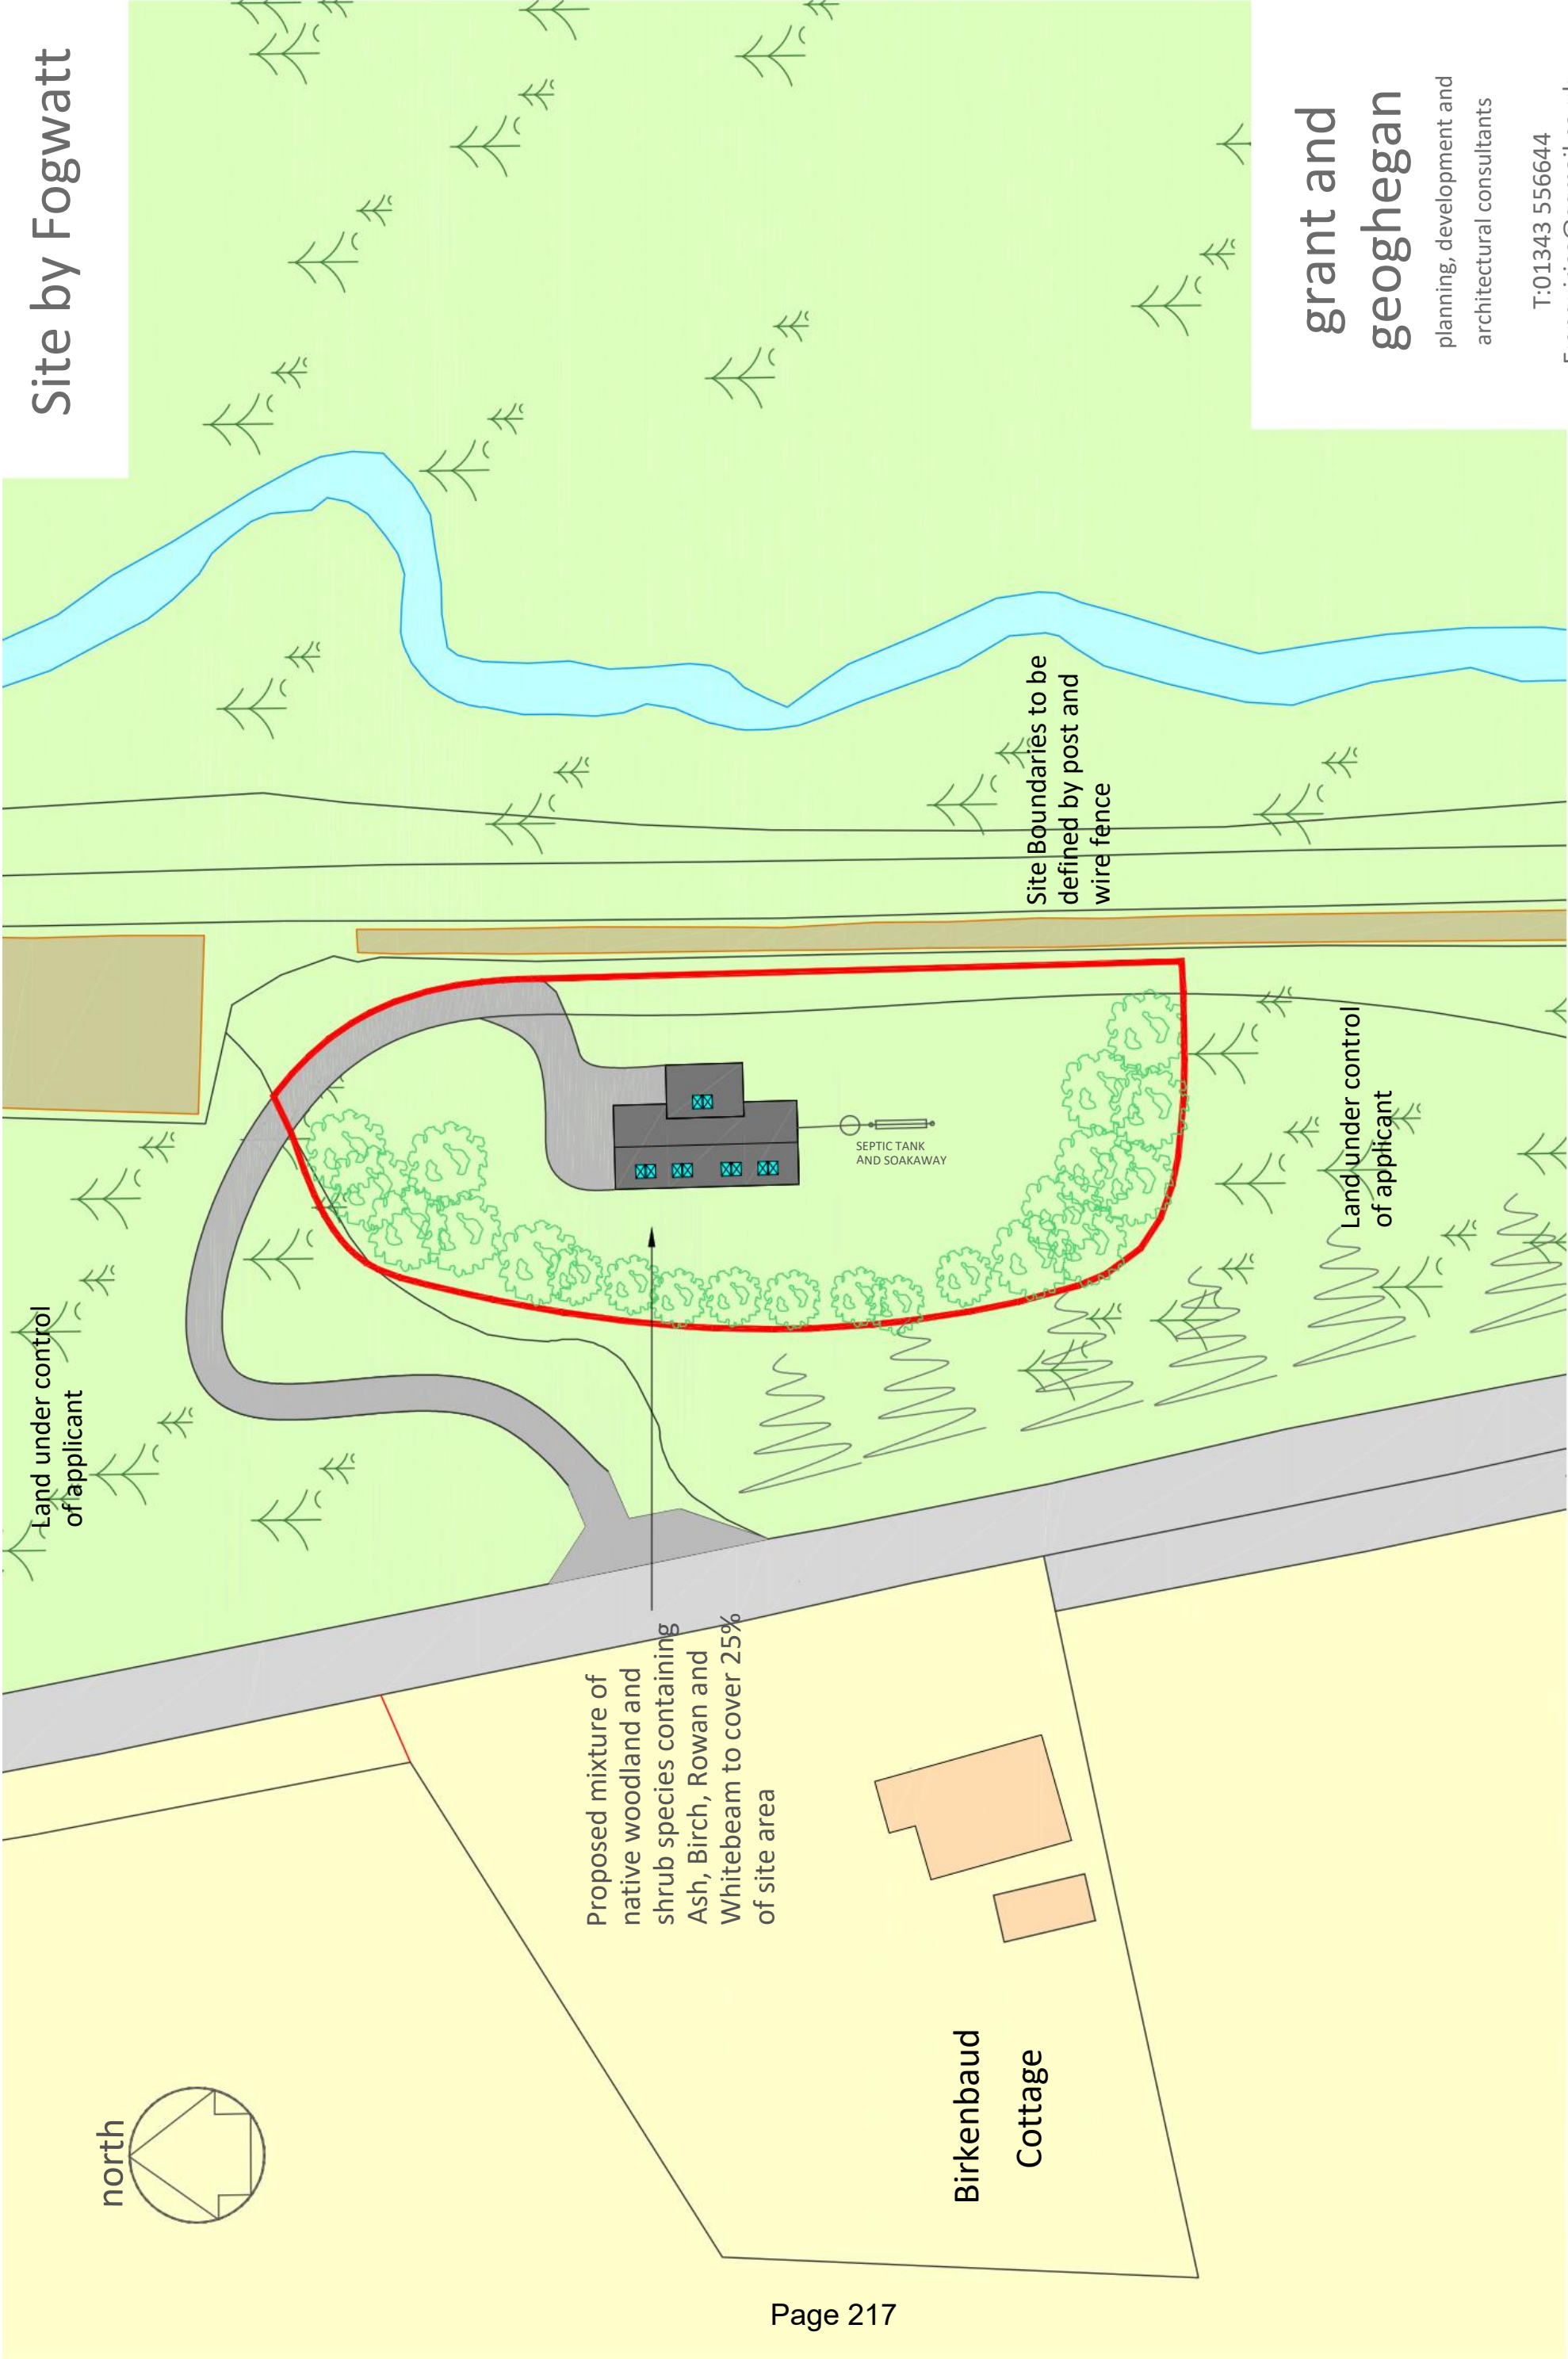 Site by Fogwatt
grant and
geoghegan
planning, development and
architectural consultants
T:01343 556644
Site Boundaries to be
defined by post and
wire fence
SEPTIC TANK
AND SOAKAWAY
Land under control
of applicant
Land under control
of applicant
Proposed mixture of
native woodland and
shrub species containing
Ash, Birch, Rowan and
Whitebeam to cover 25%
of site area
north
Birkenbaud
Cottage
Page 217